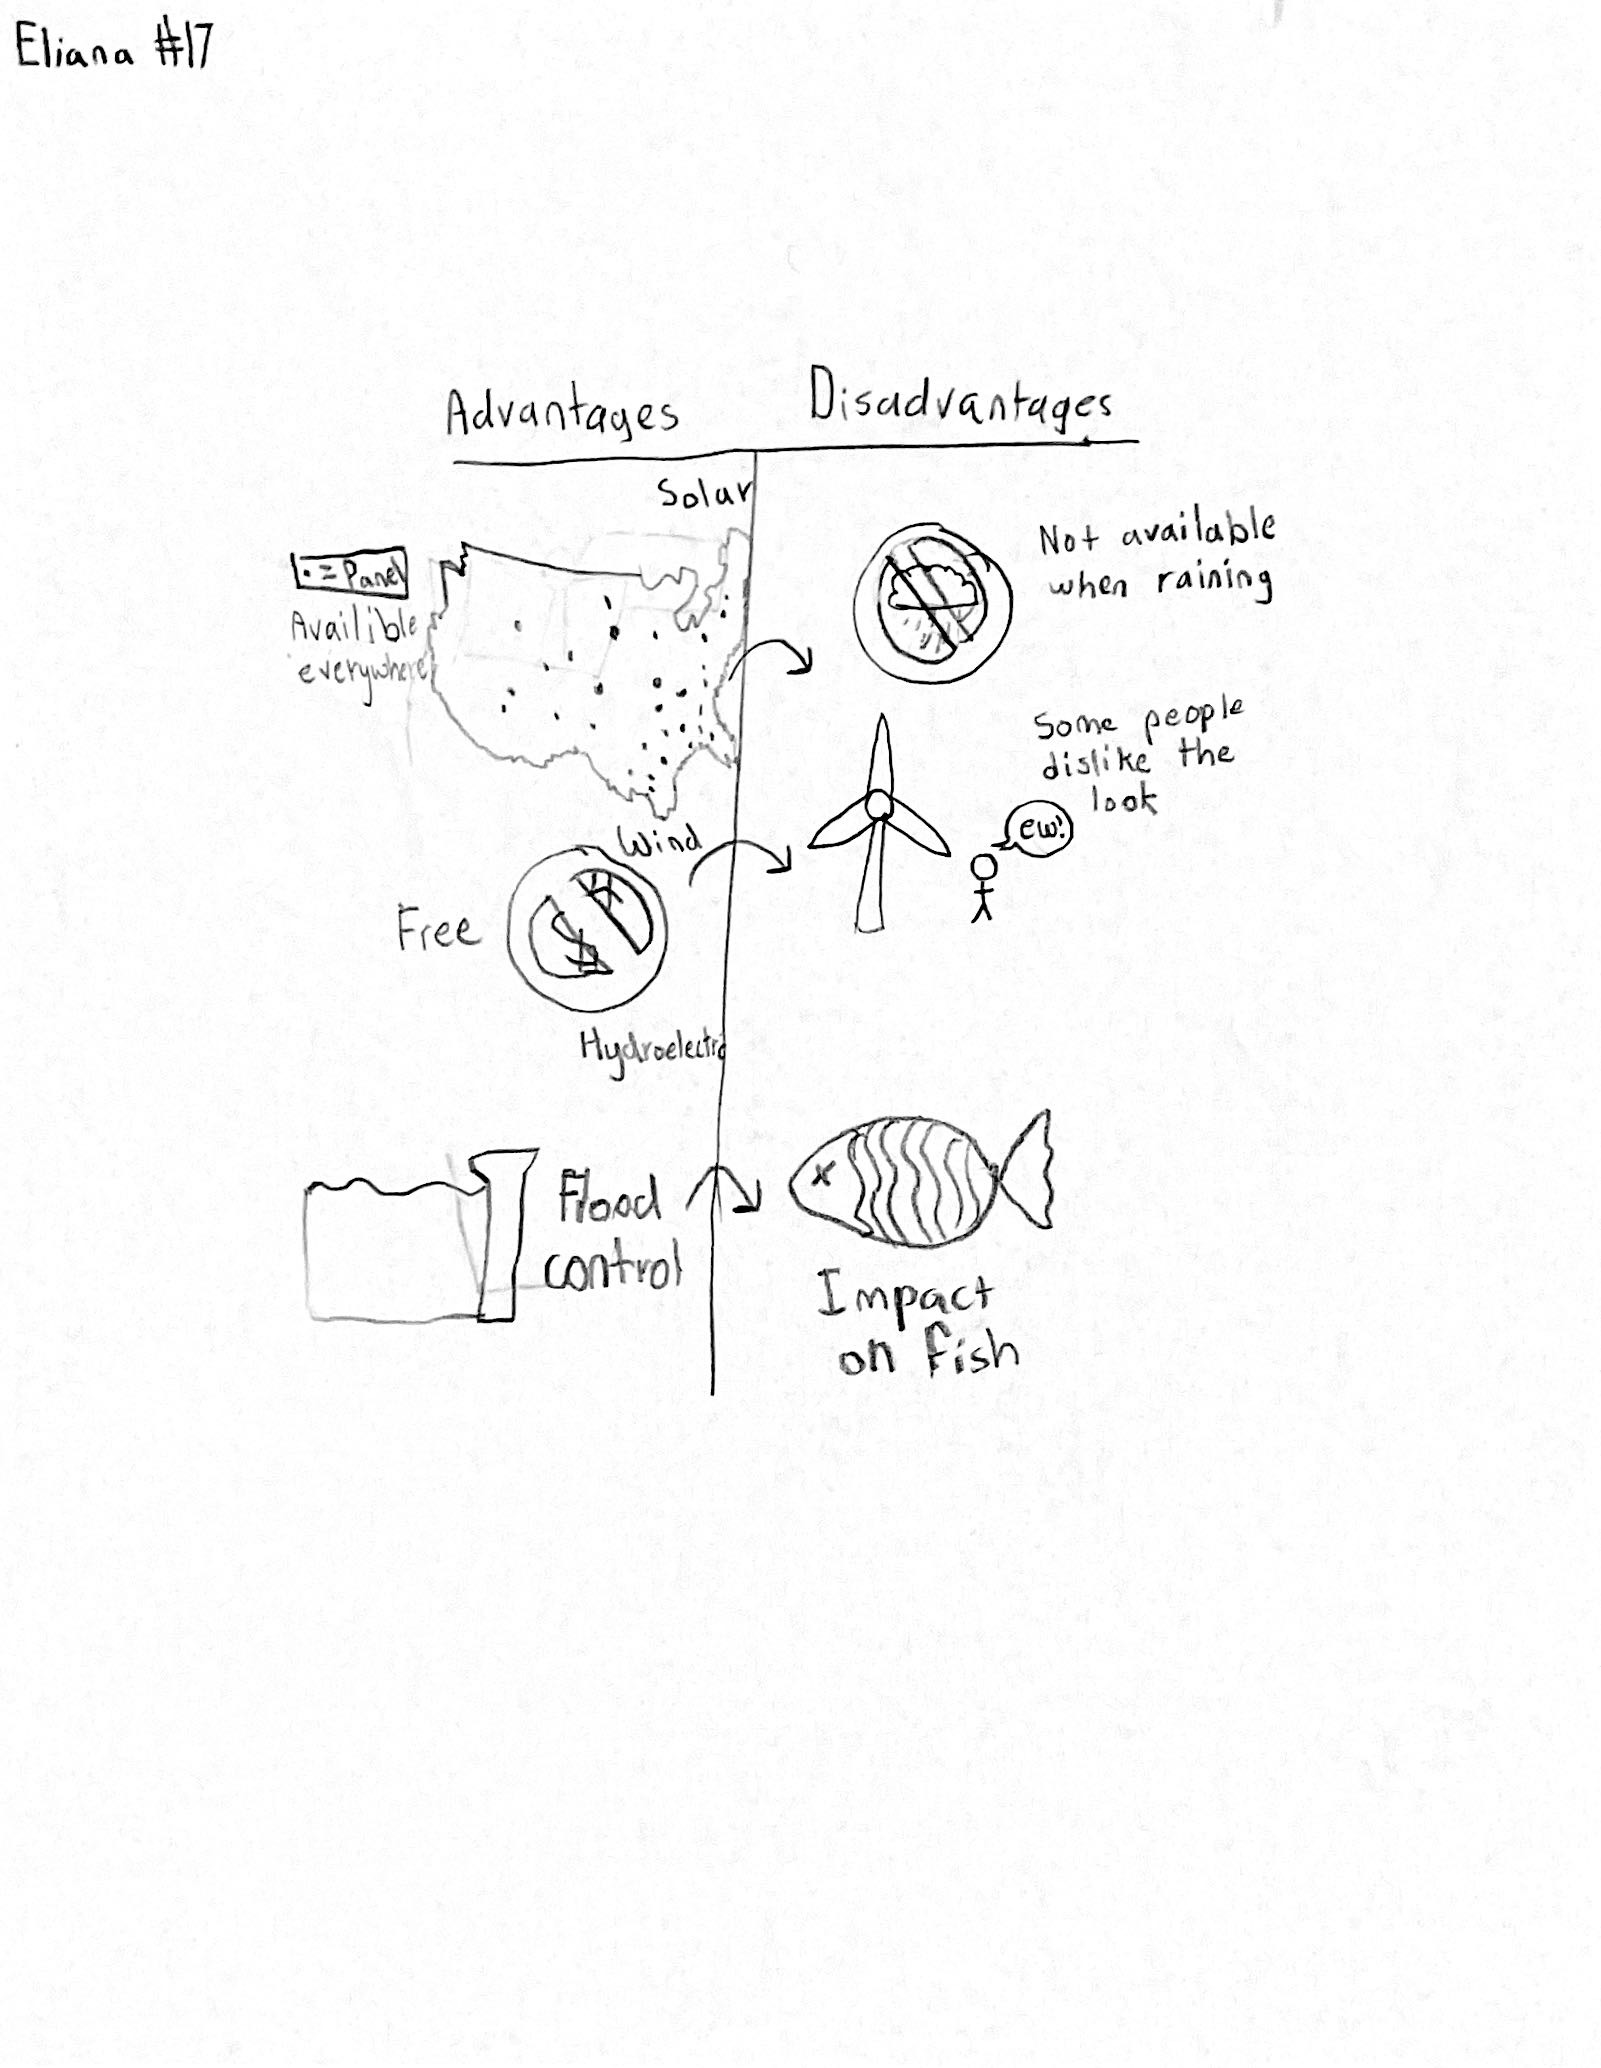 Eliana #17
Advantages
Disadvantages
Solar
• = Panel
Availible
everywhere
Not available
when raining
Wind
Free
$
Some people
dislike the
look
ew!
Hydroelectric
Flood
control
Impact
on fish